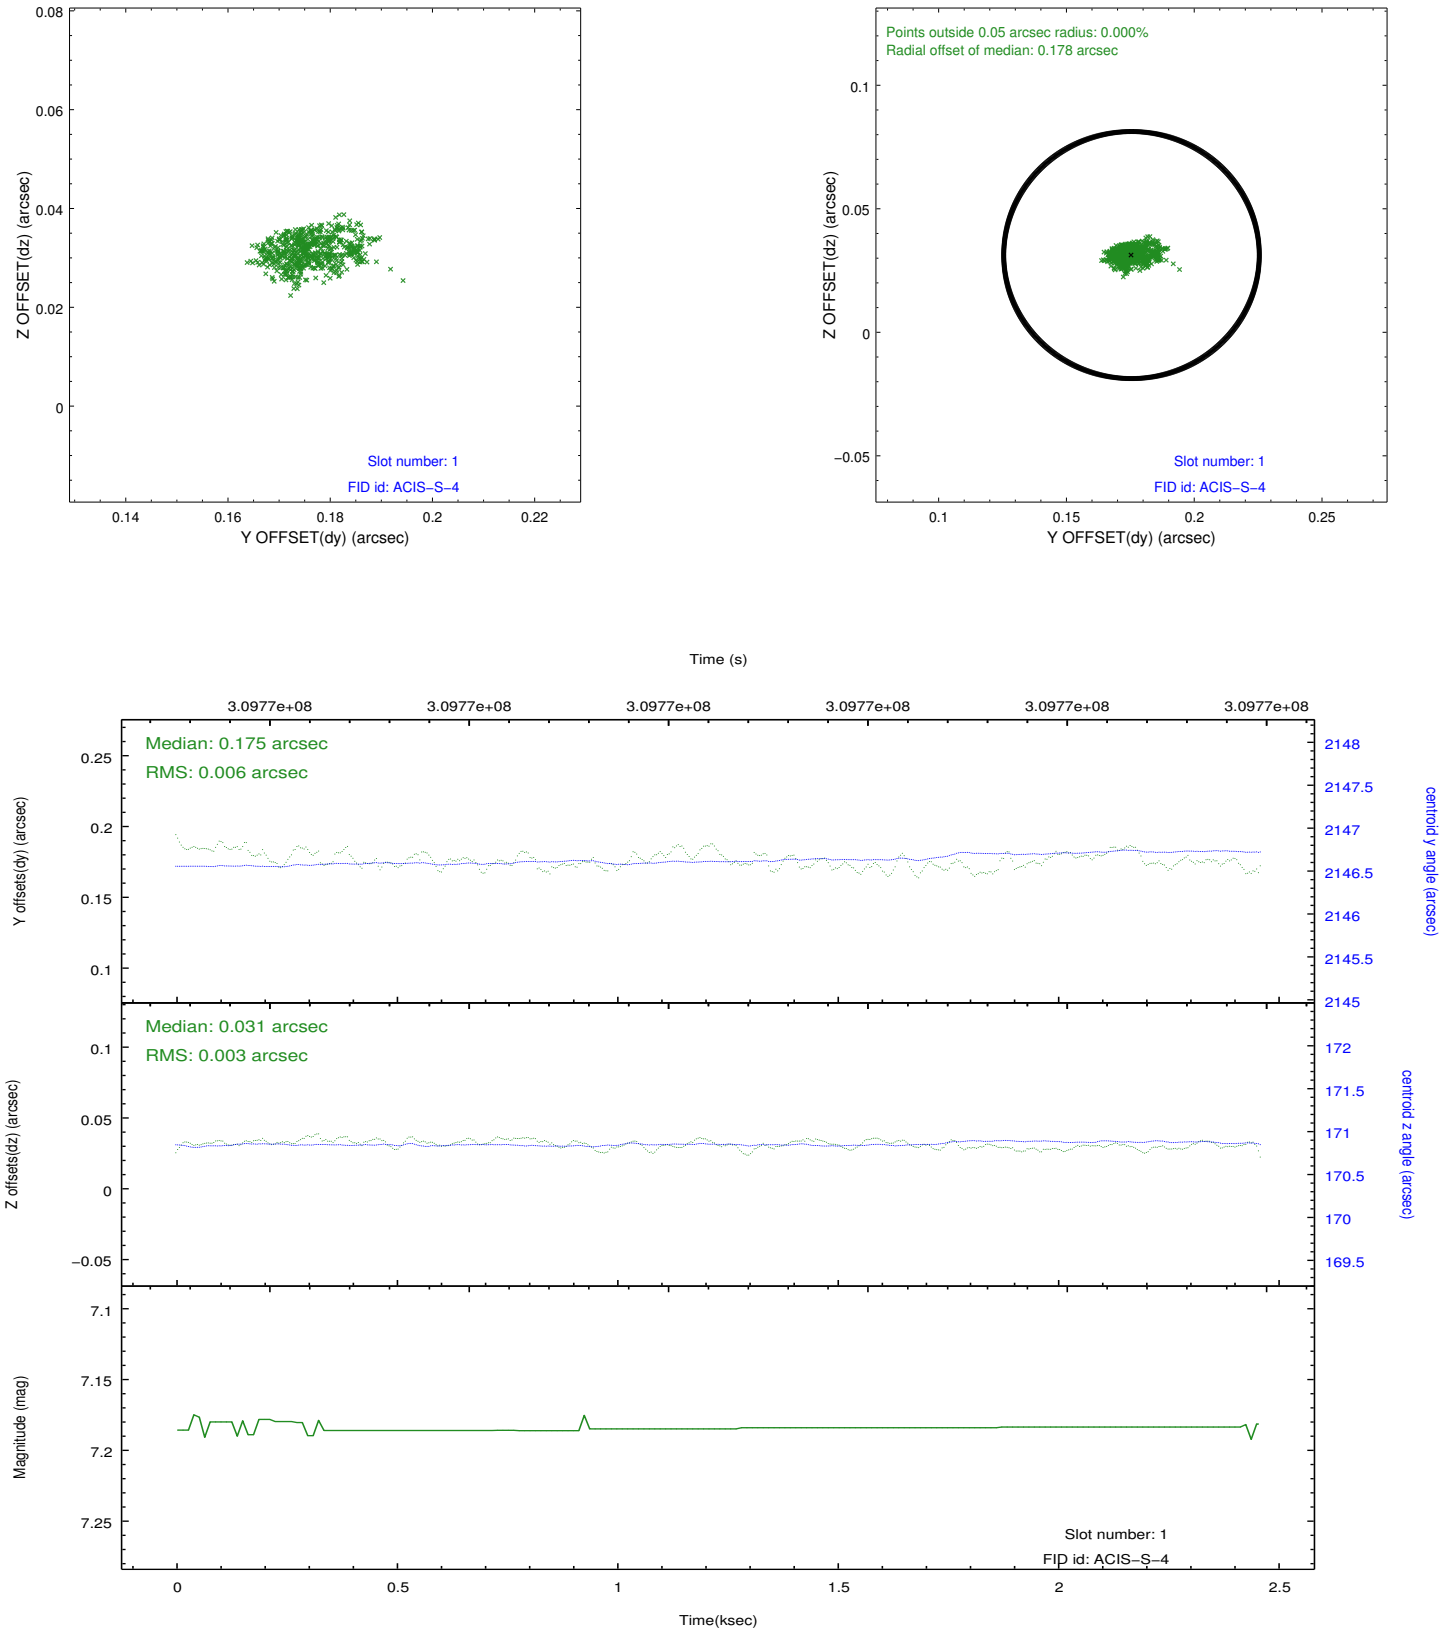 0.08
0.06
0.04
0.02
0
Z OFFSET(dz) (arcsec)
Slot number: 1
FID id: ACIS−S−4
0.14 0.16 0.18 0.2 0.22
Y OFFSET(dy) (arcsec)
Points outside 0.05 arcsec radius: 0.000%
Radial offset of median: 0.178 arcsec
0.1
0.05
0
−0.05
Z OFFSET(dz) (arcsec)
Slot number: 1
FID id: ACIS−S−4
0.1 0.15 0.2 0.25
Y OFFSET(dy) (arcsec)
Time (s)
3.0977e+08 3.0977e+08 3.0977e+08 3.0977e+08 3.0977e+08 3.0977e+08
Median: 0.175 arcsec
RMS: 0.006 arcsec
0.25
0.2
0.15
0.1
Y offsets(dy) (arcsec)
2148
2147.5
2147
2146.5
2146
2145.5
2145
centroid y angle (arcsec)
Median: 0.031 arcsec
RMS: 0.003 arcsec
0.1
0.05
0
−0.05
Z offsets(dz) (arcsec)
172
171.5
171
170.5
170
169.5
centroid z angle (arcsec)
7.1
7.15
7.2
7.25
Magnitude (mag)
Slot number: 1
FID id: ACIS−S−4
0 0.5 1 1.5 2 2.5
Time(ksec)